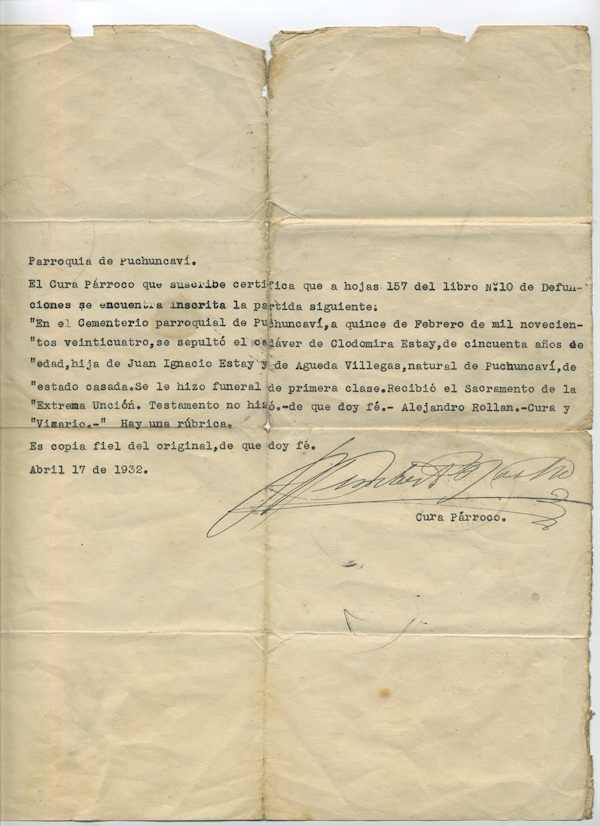 Parroquia de Puchuncaví.
El Cura Párroco que suscribe certifica que a hojas 157 del libro Nº10 de Defun-
ciones se encuentra inscrita la partida siguiente:
"En el Cementerio parroquial de Puchuncaví,a quince de Febrero de mil novecien-
"tos veinticuatro,se sepultó el cadáver de Clodomira Estay,de cincuenta años de
"edad,hija de Juan Ignacio Estay y de Agueda Villegas,natural de Puchuncaví,de
"estado casada.Se le hizo funeral de primera clase.Recibió el Sacramento de la
"Extrema Unción. Testamento no hizó.-de que doy fé.- Alejandro Rollan.-Cura y
"Vizario.-" Hay una rúbrica.
Es copia fiel del original,de que doy fé.
Abril 17 de 1932.
Cura Párroco.